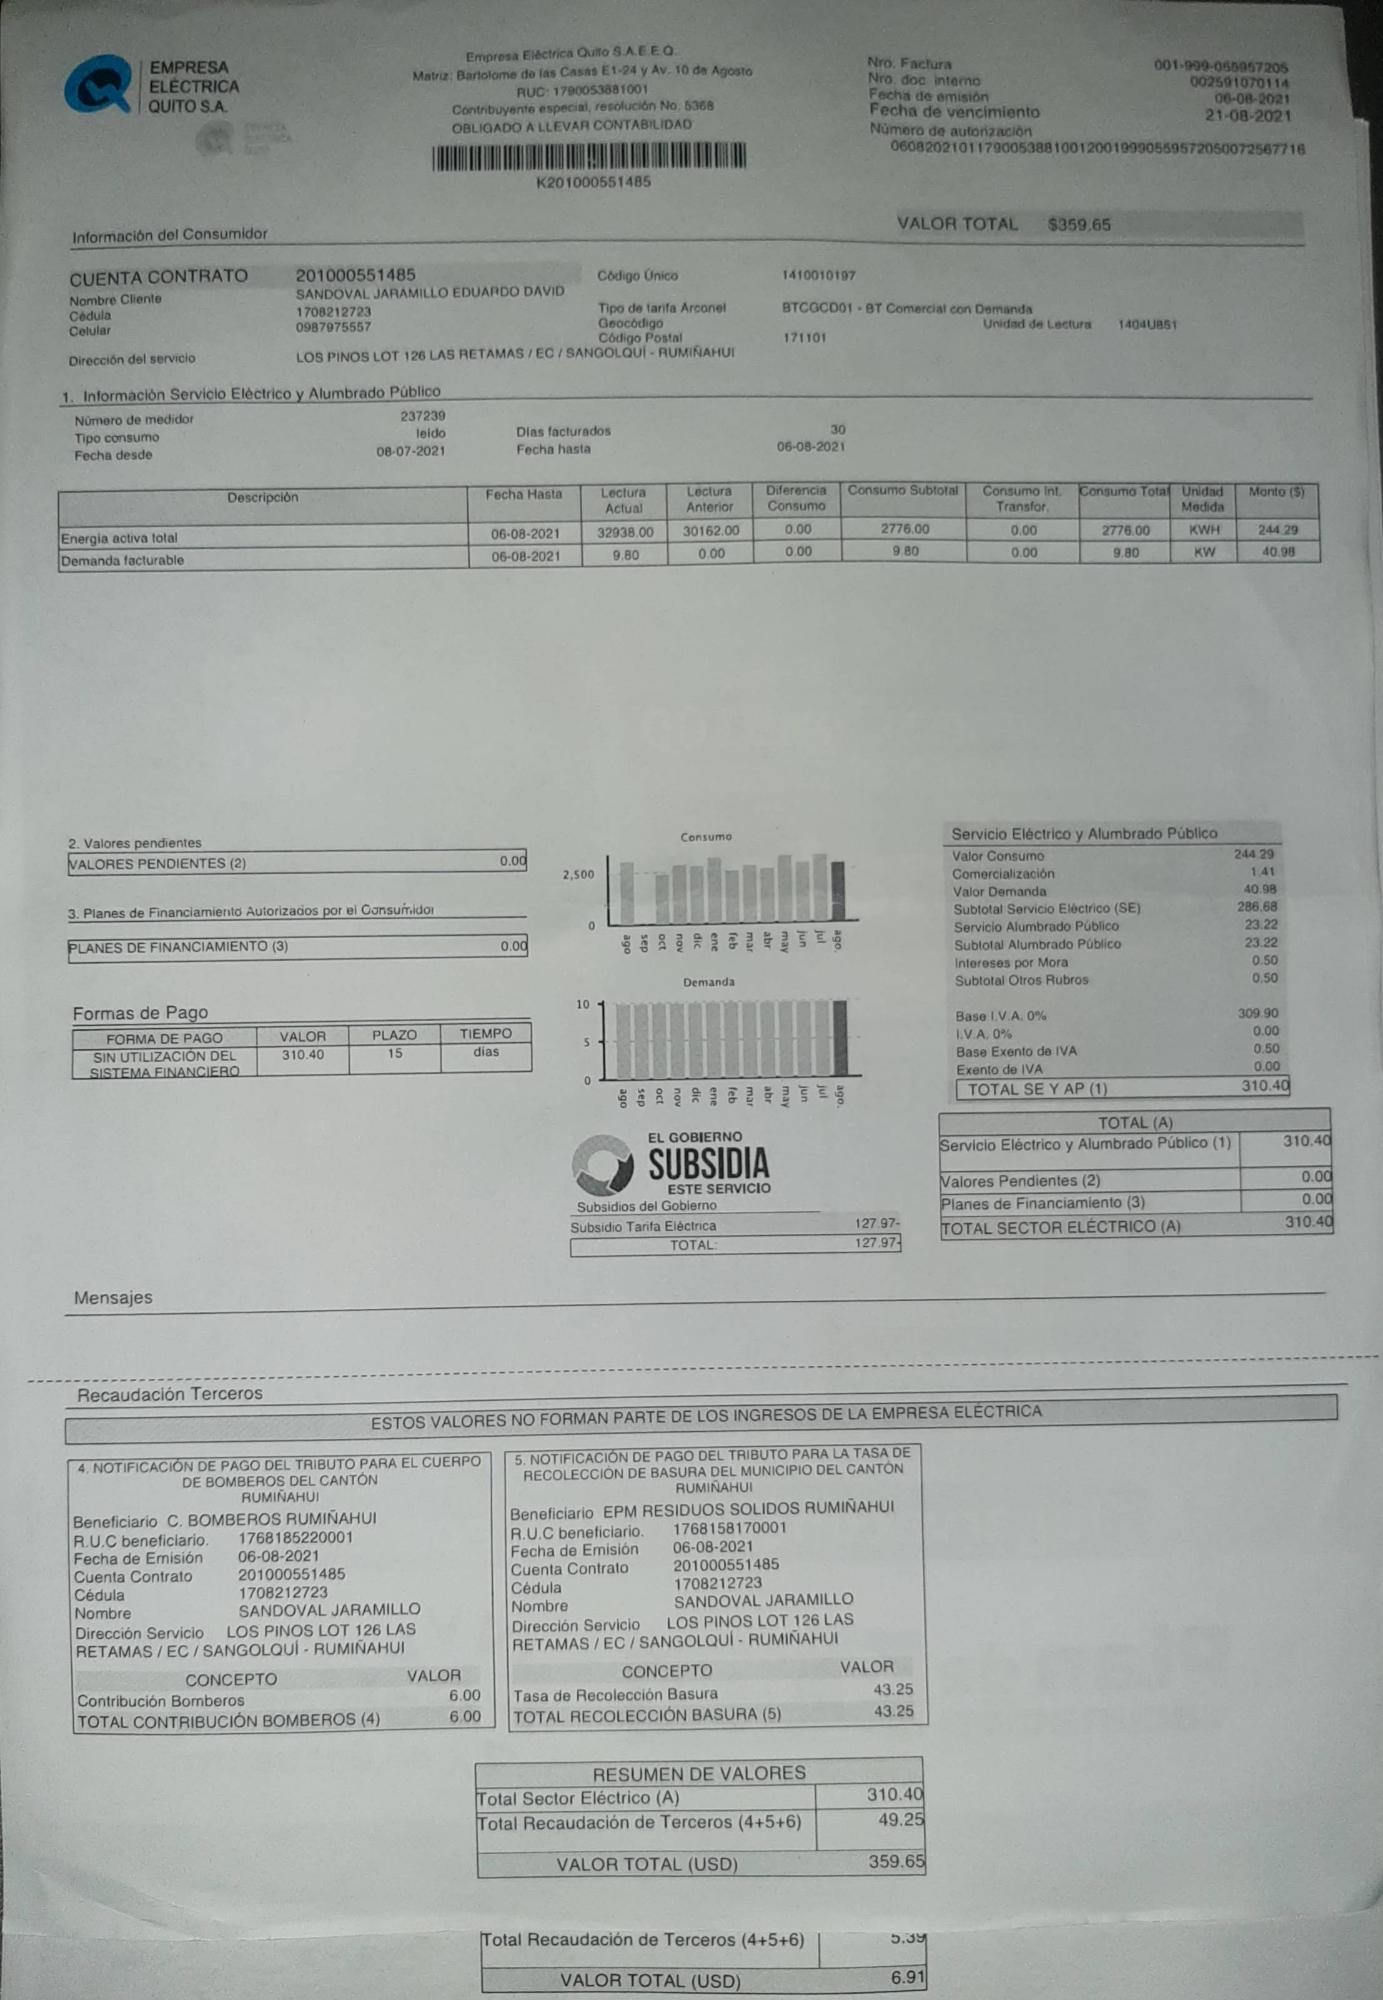 EMPRESA
ELÉCTRICA
QUITO S.A.
Empresa Eléctrica Quito S.A.E.E.Q.
Matriz: Bartolome de las Casas E1-24 y Av. 10 de Agosto
RUC: 1790053881001
Contribuyente especial, resolución No. 5368
OBLIGADO A LLEVAR CONTABILIDAD
K201000551485
Nro. Factura 001-999-055957205
Nro. doc. interno 002591070114
Fecha de emisión 06-08-2021
Fecha de vencimiento 21-08-2021
Número de autorización
0608202101179005388100120019990559572050072567716
Información del Consumidor
VALOR TOTAL $359.65
CUENTA CONTRATO 201000551485 Código Único 1410010197
Nombre Cliente SANDOVAL JARAMILLO EDUARDO DAVID
Cédula 1708212723 Tipo de tarifa Arconel BTCGCD01 - BT Comercial con Demanda
Celular 0987975557 Geocódigo Unidad de Lectura 1404UB51
Código Postal 171101
Dirección del servicio LOS PINOS LOT 126 LAS RETAMAS / EC / SANGOLQUÍ - RUMIÑAHUI
1. Información Servicio Eléctrico y Alumbrado Público
Número de medidor 237239
Tipo consumo leído Días facturados 30
Fecha desde 08-07-2021 Fecha hasta 06-08-2021
Descripción Fecha Hasta Lectura Actual Lectura Anterior Diferencia Consumo Consumo Subtotal Consumo Int. Transfor. Consumo Total Unidad Medida Monto ($)
Energía activa total 06-08-2021 32938.00 30162.00 0.00 2776.00 0.00 2776.00 KWH 244.29
Demanda facturable 06-08-2021 9.80 0.00 0.00 9.80 0.00 9.80 KW 40.98
2. Valores pendientes
VALORES PENDIENTES (2) 0.00
3. Planes de Financiamiento Autorizados por el Consumidor
PLANES DE FINANCIAMIENTO (3) 0.00
Formas de Pago
FORMA DE PAGO VALOR PLAZO TIEMPO
SIN UTILIZACIÓN DEL 310.40 15 días
SISTEMA FINANCIERO
Consumo
2,500
0
ago sep oct nov dic ene feb mar abr may jun jul ago.
Demanda
10
5
0
ago sep oct nov dic ene feb mar abr may jun jul ago.
EL GOBIERNO
SUBSIDIA
ESTE SERVICIO
Subsidios del Gobierno
Subsidio Tarifa Eléctrica 127.97-
TOTAL: 127.97-
Servicio Eléctrico y Alumbrado Público
Valor Consumo 244.29
Comercialización 1.41
Valor Demanda 40.98
Subtotal Servicio Eléctrico (SE) 286.68
Servicio Alumbrado Público 23.22
Subtotal Alumbrado Público 23.22
Intereses por Mora 0.50
Subtotal Otros Rubros 0.50
Base I.V.A. 0% 309.90
I.V.A. 0% 0.00
Base Exento de IVA 0.50
Exento de IVA 0.00
TOTAL SE Y AP (1) 310.40
TOTAL (A)
Servicio Eléctrico y Alumbrado Público (1) 310.40
Valores Pendientes (2) 0.00
Planes de Financiamiento (3) 0.00
TOTAL SECTOR ELÉCTRICO (A) 310.40
Mensajes
Recaudación Terceros
ESTOS VALORES NO FORMAN PARTE DE LOS INGRESOS DE LA EMPRESA ELÉCTRICA
4. NOTIFICACIÓN DE PAGO DEL TRIBUTO PARA EL CUERPO
DE BOMBEROS DEL CANTÓN
RUMIÑAHUI
Beneficiario C. BOMBEROS RUMIÑAHUI
R.U.C beneficiario. 1768185220001
Fecha de Emisión 06-08-2021
Cuenta Contrato 201000551485
Cédula 1708212723
Nombre SANDOVAL JARAMILLO
Dirección Servicio LOS PINOS LOT 126 LAS
RETAMAS / EC / SANGOLQUÍ - RUMIÑAHUI
CONCEPTO VALOR
Contribución Bomberos 6.00
TOTAL CONTRIBUCIÓN BOMBEROS (4) 6.00
5. NOTIFICACIÓN DE PAGO DEL TRIBUTO PARA LA TASA DE
RECOLECCIÓN DE BASURA DEL MUNICIPIO DEL CANTÓN
RUMIÑAHUI
Beneficiario EPM RESIDUOS SOLIDOS RUMIÑAHUI
R.U.C beneficiario. 1768158170001
Fecha de Emisión 06-08-2021
Cuenta Contrato 201000551485
Cédula 1708212723
Nombre SANDOVAL JARAMILLO
Dirección Servicio LOS PINOS LOT 126 LAS
RETAMAS / EC / SANGOLQUÍ - RUMIÑAHUI
CONCEPTO VALOR
Tasa de Recolección Basura 43.25
TOTAL RECOLECCIÓN BASURA (5) 43.25
RESUMEN DE VALORES
Total Sector Eléctrico (A) 310.40
Total Recaudación de Terceros (4+5+6) 49.25
VALOR TOTAL (USD) 359.65
Total Recaudación de Terceros (4+5+6) 5.39
VALOR TOTAL (USD) 6.91